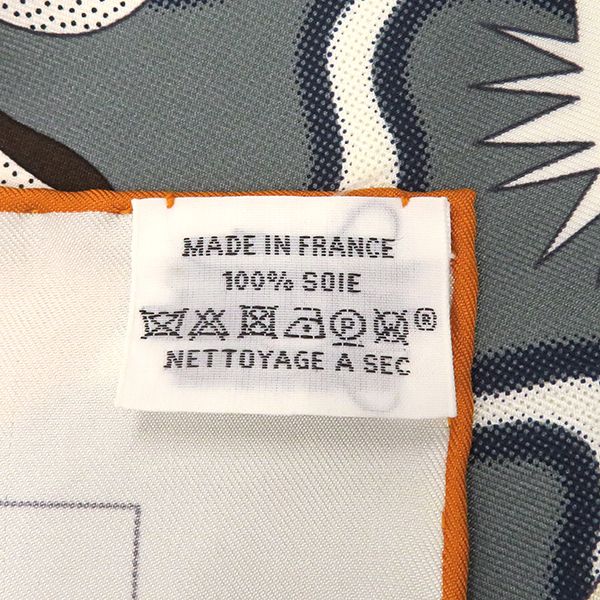 MADE IN FRANCE
100% SOIE
P ®
NETTOYAGE A SEC